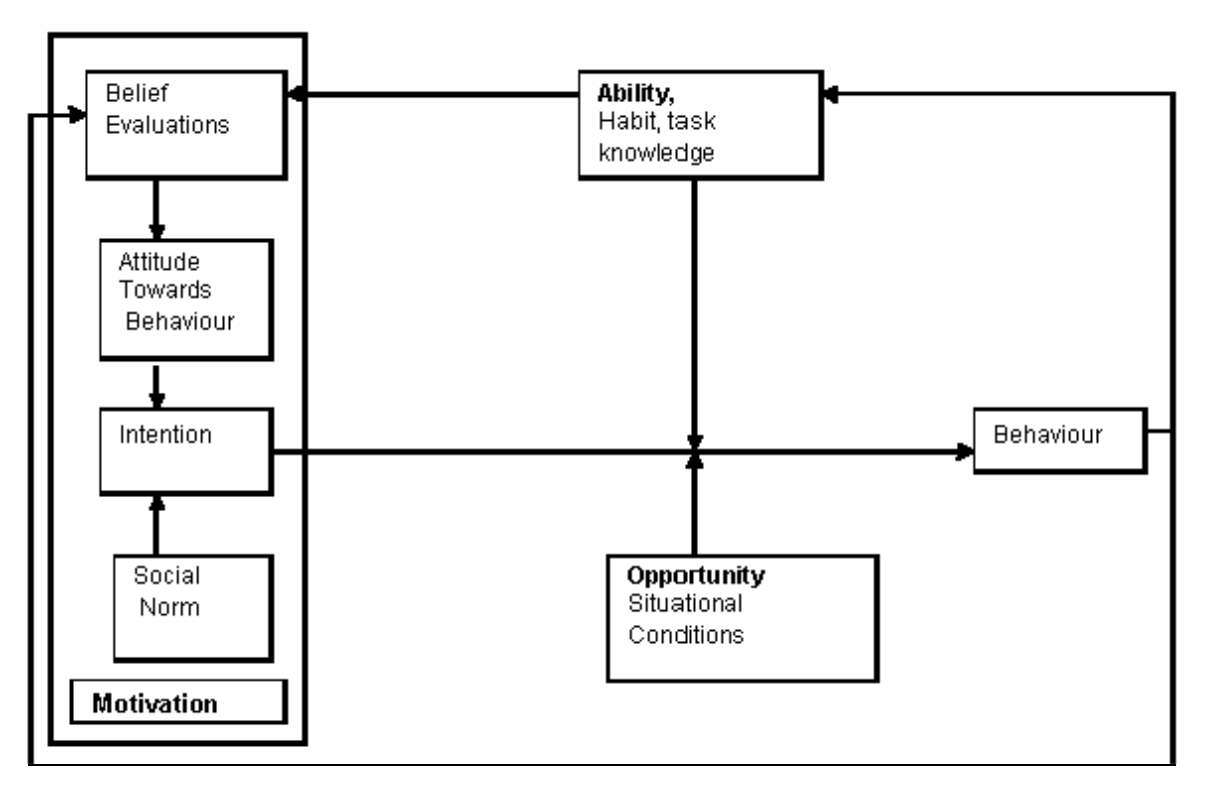 Belief
Evaluations
Ability,
Habit, task
knowledge
Attitude
Towards
Behaviour
Intention
Behaviour
Social
Norm
Opportunity
Situational
Conditions
Motivation